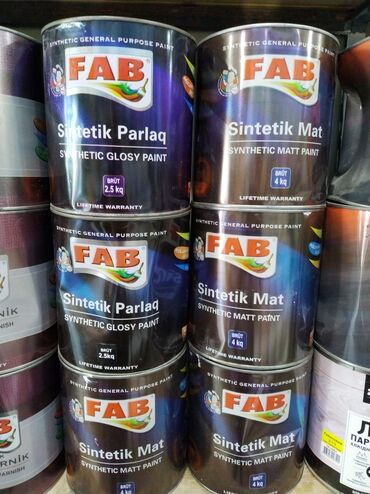 SYNTHETIC GENERAL PURPOSE PAINT
FAB
Sintetik Parlaq
SYNTHETIC GLOSY PAINT
BRÜT
2.5 kq
LIFETIME WARRANTY
SYNTHETIC GENERAL PURPOSE PAINT
FAB
Sintetik Mat
SYNTHETIC MATT PAINT
BRÜT
4 kq
LIFETIME WARRANTY
SYNTHETIC GENERAL PURPOSE PAINT
FAB
Sintetik Parlaq
SYNTHETIC GLOSY PAINT
BRÜT
2.5kq
LIFETIME WARRANTY
SYNTHETIC GENERAL PURPOSE PAINT
FAB
Sintetik Mat
SYNTHETIC MATT PAINT
BRÜT
4 kq
LIFETIME WARRANTY
SYNTHETIC GENERAL PURPOSE PAINT
FAB
Sintetik Mat
SYNTHETIC MATT PAINT
BRÜT
4 kq
SYNTHETIC GENERAL PURPOSE PAINT
FAB
Sintetik Mat
SYNTHETIC MATT PAINT
BRÜT
4 kq